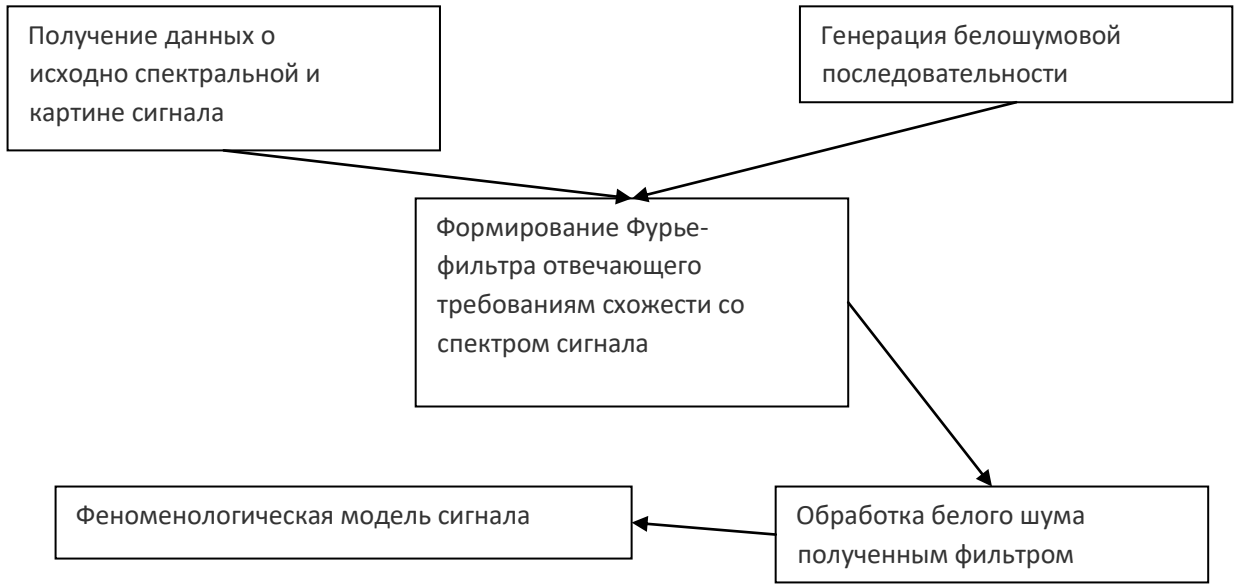 Получение данных о
исходно спектральной и
картине сигнала
Генерация белошумовой
последовательности
Формирование Фурье-
фильтра отвечающего
требованиям схожести со
спектром сигнала
Феноменологическая модель сигнала
Обработка белого шума
полученным фильтром